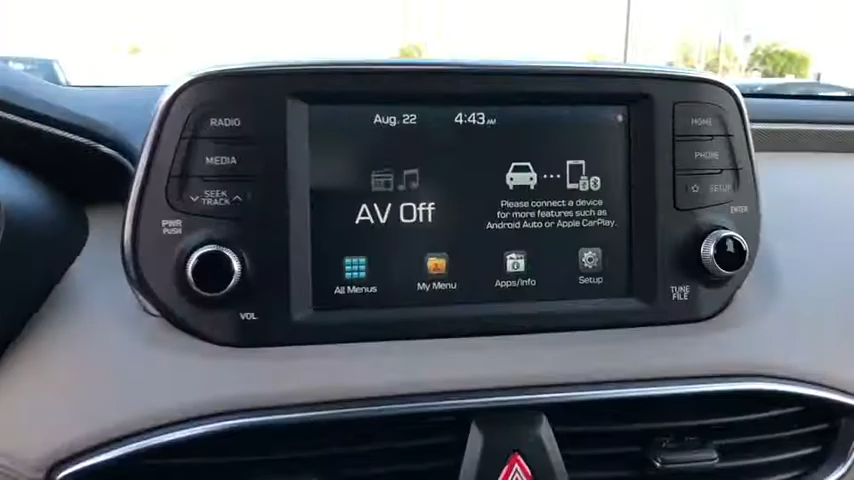 RADIO
MEDIA
SEEK
TRACK
PWR
PUSH
VOL
Aug. 22 4:43 AM
AV Off
Please connect a device
for more features such as
Android Auto or Apple CarPlay.
All Menus
My Menu
Apps/Info
Setup
HOME
PHONE
SETUP
ENTER
TUNE
FILE